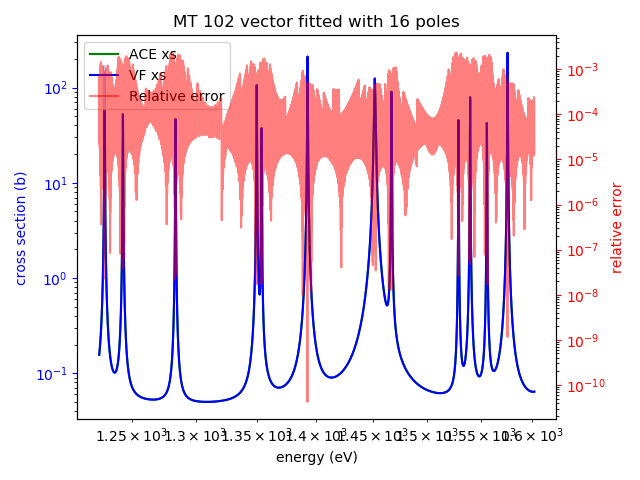 MT 102 vector fitted with 16 poles
ACE xs
VF xs
Relative error
cross section (b)
10²
10¹
10⁰
10⁻¹
relative error
10⁻³
10⁻⁴
10⁻⁵
10⁻⁶
10⁻⁷
10⁻⁸
10⁻⁹
10⁻¹⁰
1.25×10³ 1.3×10³ 1.35×10³ 1.4×10³ 1.45×10³ 1.5×10³ 1.55×10³ 1.6×10³
energy (eV)